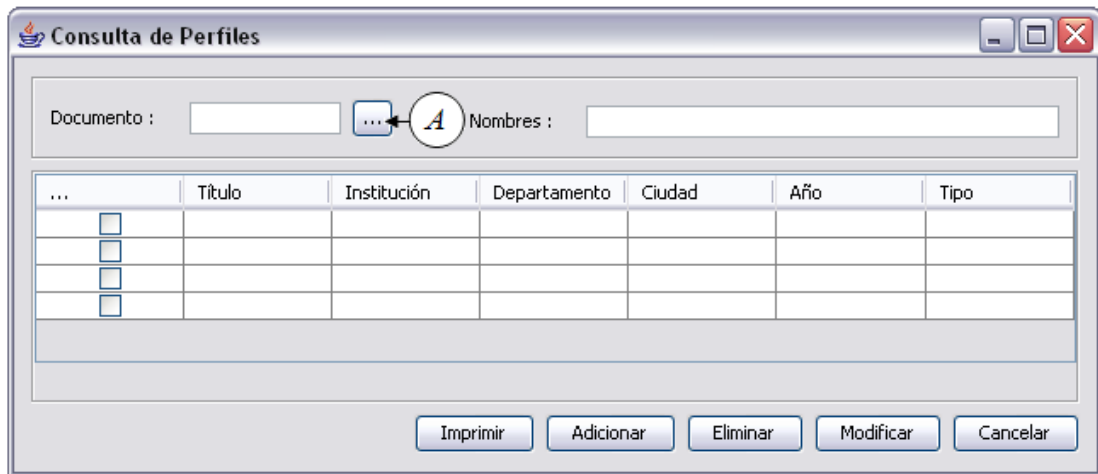 Consulta de Perfiles
Documento : ... A Nombres :
... Título Institución Departamento Ciudad Año Tipo
Imprimir Adicionar Eliminar Modificar Cancelar